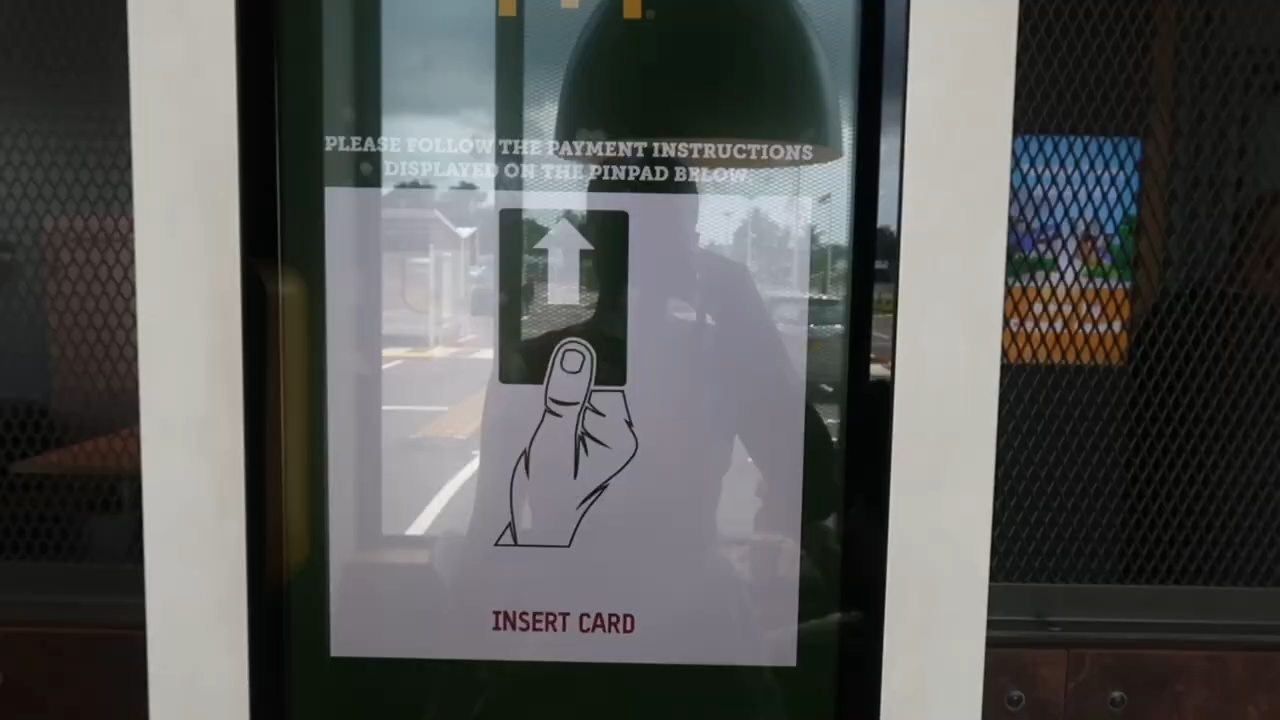 PLEASE FOLLOW THE PAYMENT INSTRUCTIONS
DISPLAYED ON THE PINPAD BELOW.
INSERT CARD